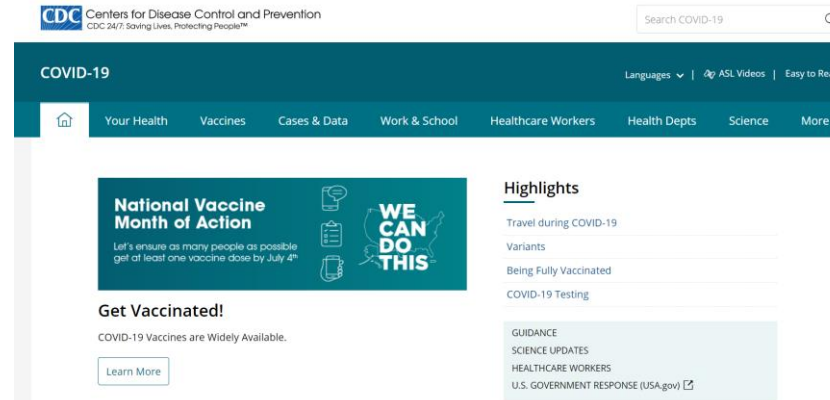 CDC Centers for Disease Control and Prevention
CDC 24/7: Saving Lives, Protecting People™
Search COVID-19
COVID-19
Languages | ASL Videos | Easy to Rea
Your Health Vaccines Cases & Data Work & School Healthcare Workers Health Depts Science More
National Vaccine
Month of Action
Let's ensure as many people as possible
get at least one vaccine dose by July 4th
WE
CAN
DO
THIS
Get Vaccinated!
COVID-19 Vaccines are Widely Available.
Learn More
Highlights
Travel during COVID-19
Variants
Being Fully Vaccinated
COVID-19 Testing
GUIDANCE
SCIENCE UPDATES
HEALTHCARE WORKERS
U.S. GOVERNMENT RESPONSE (USA.gov)